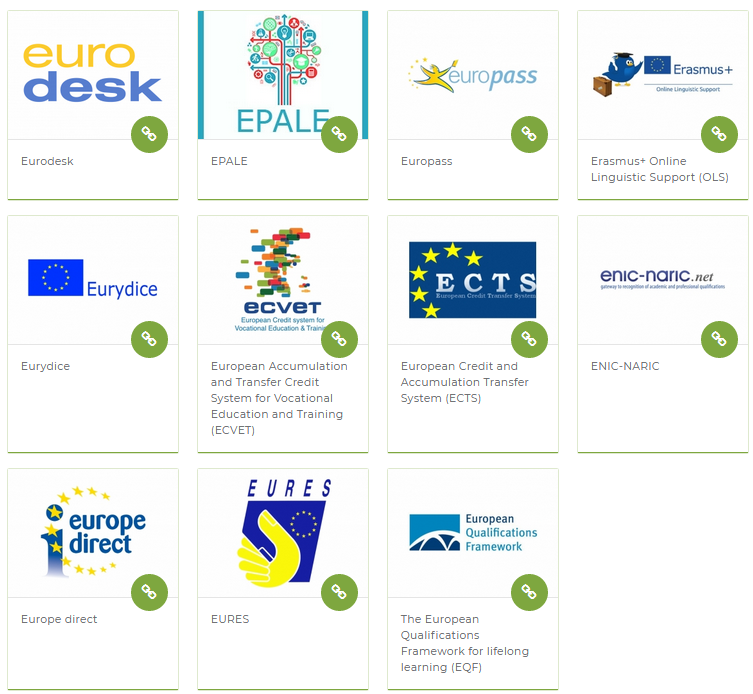 euro
desk
Eurodesk
EPALE
EPALE
europass
Europass
Erasmus+
Online Linguistic Support
Erasmus+ Online
Linguistic Support (OLS)
Eurydice
Eurydice
ecvet
European Credit system for
Vocational Education & Training
European Accumulation
and Transfer Credit
System for Vocational
Education and Training
(ECVET)
ECTS
European Credit Transfer System
European Credit and
Accumulation Transfer
System (ECTS)
enic-naric.net
gateway to recognition of academic and professional qualifications
ENIC-NARIC
europe
direct
Europe direct
EURES
EURES
European
Qualifications
Framework
The European
Qualifications
Framework for lifelong
learning (EQF)